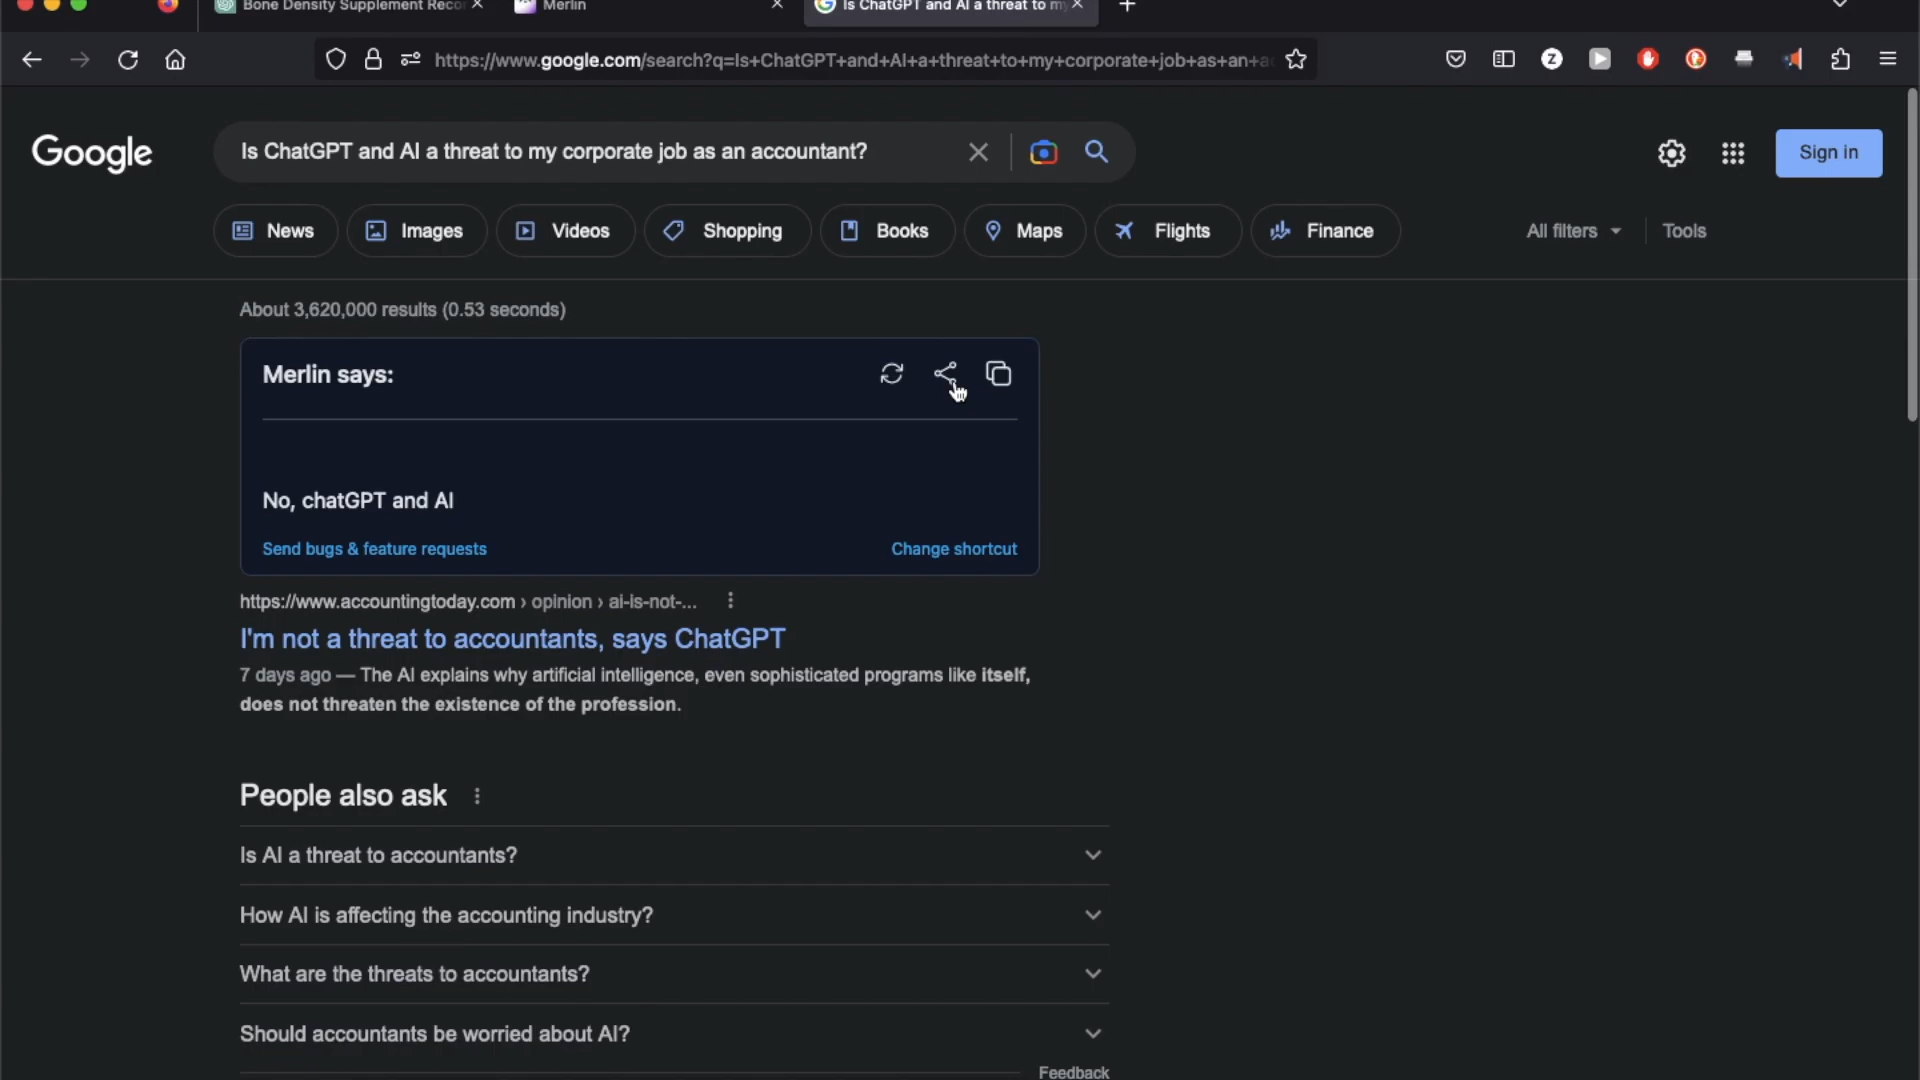 Bone Density Supplement Reco
Merlin
Is ChatGPT and AI a threat to my
https://www.google.com/search?q=Is+ChatGPT+and+AI+a+threat+to+my+corporate+job+as+an+a
Google
Is ChatGPT and AI a threat to my corporate job as an accountant?
Sign in
News
Images
Videos
Shopping
Books
Maps
Flights
Finance
All filters
Tools
About 3,620,000 results (0.53 seconds)
Merlin says:
No, chatGPT and AI
Send bugs & feature requests
Change shortcut
https://www.accountingtoday.com › opinion › ai-is-not-...
I'm not a threat to accountants, says ChatGPT
7 days ago — The AI explains why artificial intelligence, even sophisticated programs like itself,
does not threaten the existence of the profession.
People also ask
Is AI a threat to accountants?
How AI is affecting the accounting industry?
What are the threats to accountants?
Should accountants be worried about AI?
Feedback